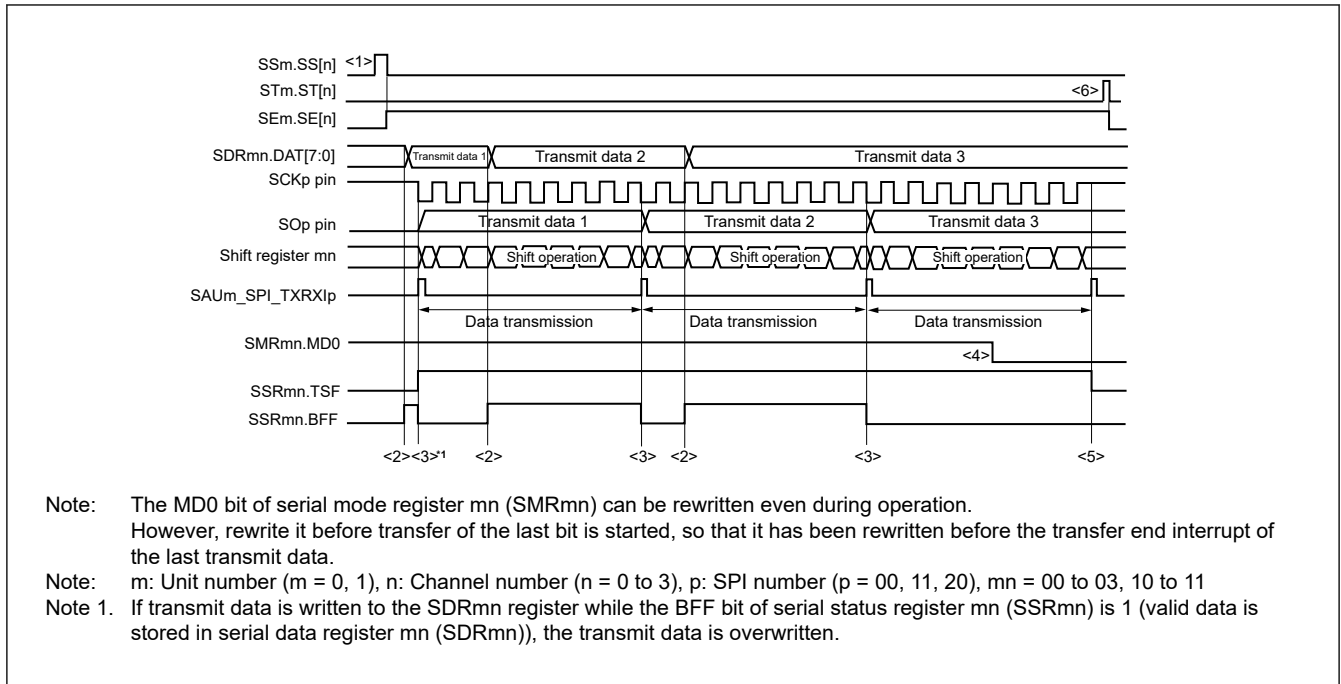 SSm.SS[n] <1>
STm.ST[n] <6>
SEm.SE[n]
SDRmn.DAT[7:0] Transmit data 1 Transmit data 2 Transmit data 3
SCKp pin
SOp pin Transmit data 1 Transmit data 2 Transmit data 3
Shift register mn Shift operation Shift operation Shift operation
SAUm_SPI_TXRXIp
Data transmission Data transmission Data transmission
SMRmn.MD0 <4>
SSRmn.TSF
SSRmn.BFF
<2> <3>*1 <2> <3> <2> <3> <5>
Note: The MD0 bit of serial mode register mn (SMRmn) can be rewritten even during operation.
However, rewrite it before transfer of the last bit is started, so that it has been rewritten before the transfer end interrupt of
the last transmit data.
Note: m: Unit number (m = 0, 1), n: Channel number (n = 0 to 3), p: SPI number (p = 00, 11, 20), mn = 00 to 03, 10 to 11
Note 1. If transmit data is written to the SDRmn register while the BFF bit of serial status register mn (SSRmn) is 1 (valid data is
stored in serial data register mn (SDRmn)), the transmit data is overwritten.